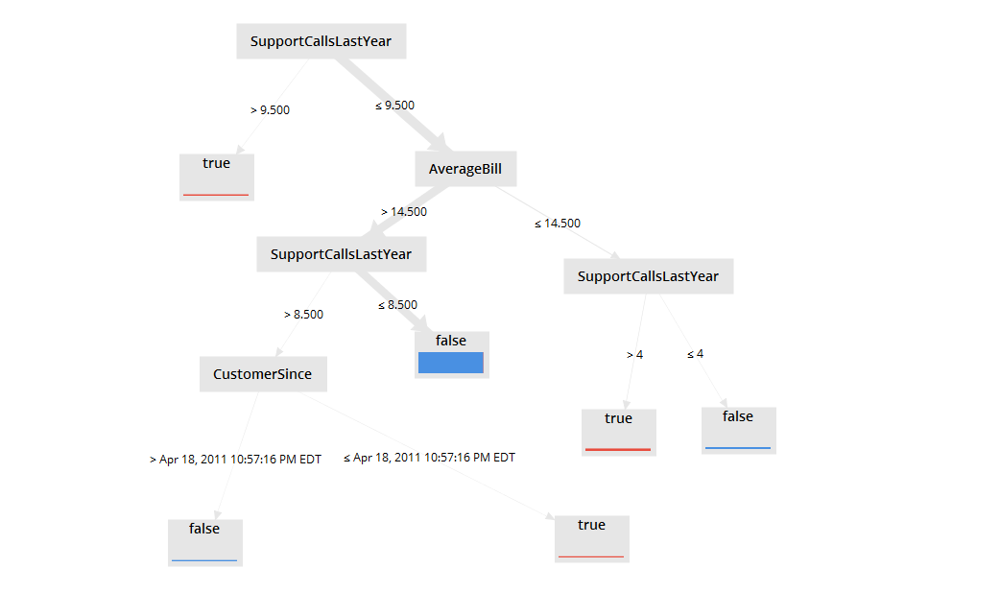 SupportCallsLastYear
> 9.500
≤ 9.500
true
AverageBill
> 14.500
≤ 14.500
SupportCallsLastYear
SupportCallsLastYear
> 8.500
≤ 8.500
false
CustomerSince
> 4
≤ 4
true
false
> Apr 18, 2011 10:57:16 PM EDT
≤ Apr 18, 2011 10:57:16 PM EDT
false
true